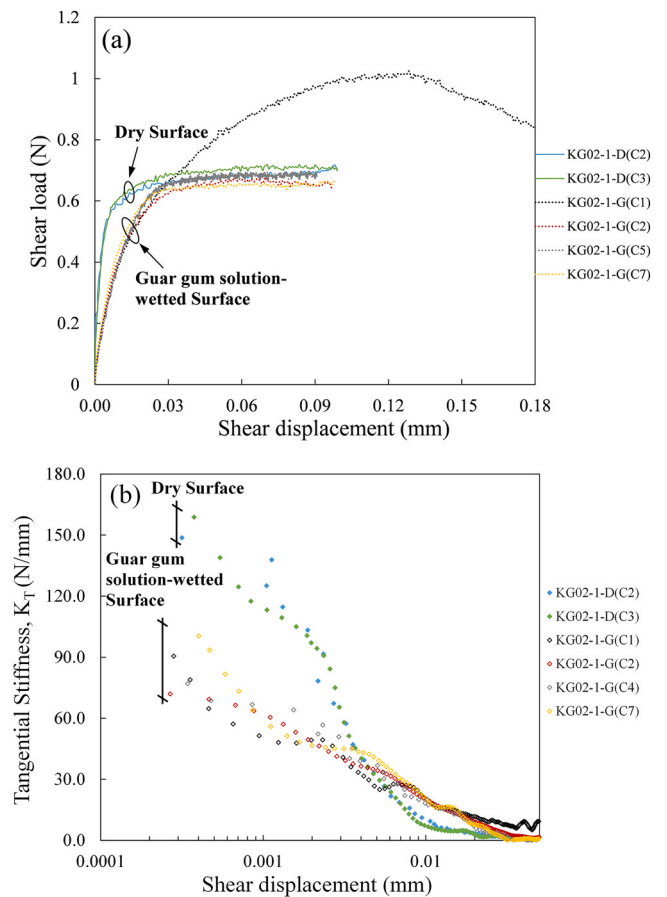 (a)
1.2
1
0.8
0.6
0.4
0.2
0
Shear load (N)
Dry Surface
Guar gum solution-
wetted Surface
0.00
0.03
0.06
0.09
0.12
0.15
0.18
Shear displacement (mm)
KG02-1-D(C2)
KG02-1-D(C3)
KG02-1-G(C1)
KG02-1-G(C2)
KG02-1-G(C5)
KG02-1-G(C7)
(b)
180.0
150.0
120.0
90.0
60.0
30.0
0.0
Tangential Stiffness, KT (N/mm)
Dry Surface
Guar gum
solution-wetted
Surface
0.0001
0.001
0.01
Shear displacement (mm)
KG02-1-D(C2)
KG02-1-D(C3)
KG02-1-G(C1)
KG02-1-G(C2)
KG02-1-G(C4)
KG02-1-G(C7)